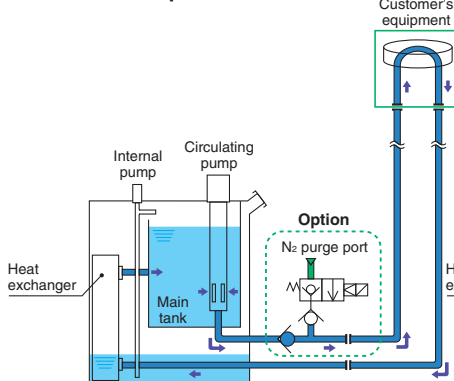 Customer's
equipment
Circulating
pump
Internal
pump
Option
N₂ purge port
Heat
exchanger
Main
tank